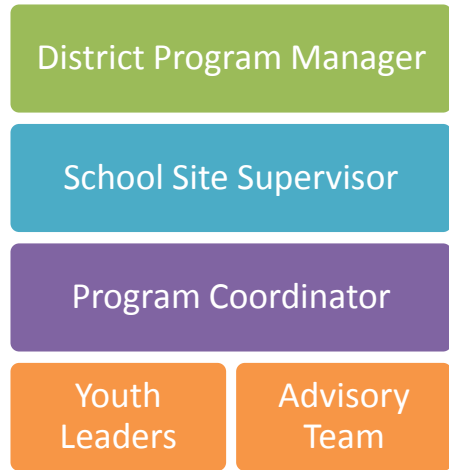 District Program Manager
School Site Supervisor
Program Coordinator
Youth
Leaders
Advisory
Team